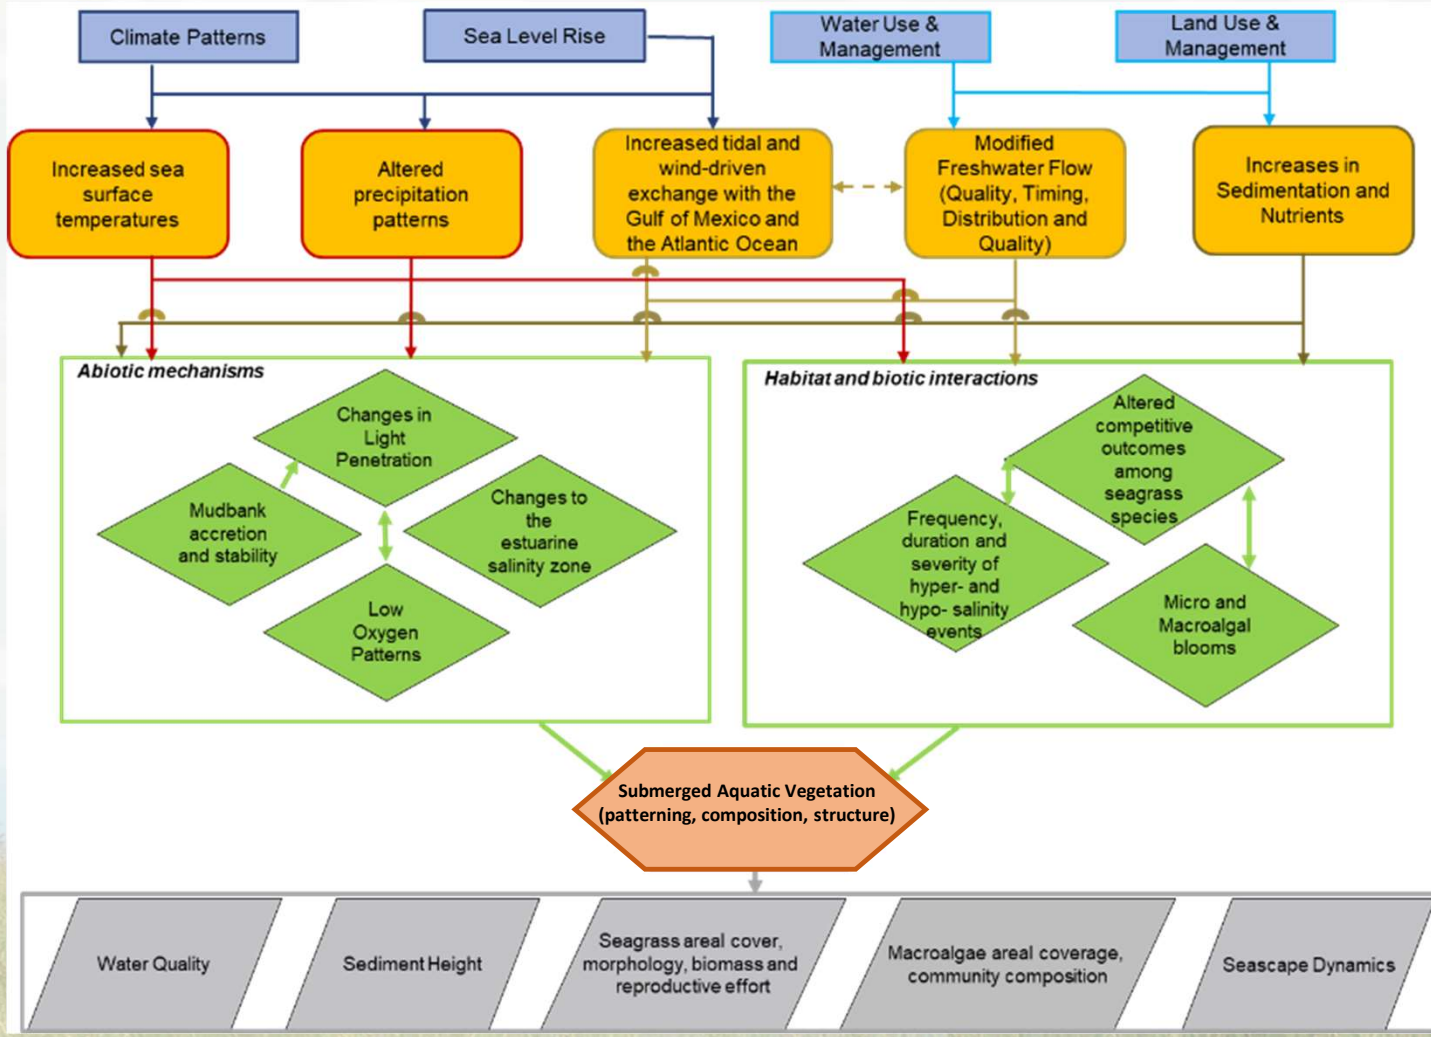 Climate Patterns
Sea Level Rise
Water Use &
Management
Land Use &
Management
Increased sea
surface
temperatures
Altered
precipitation
patterns
Increased tidal and
wind-driven
exchange with the
Gulf of Mexico and
the Atlantic Ocean
Modified
Freshwater Flow
(Quality, Timing,
Distribution and
Quality)
Increases in
Sedimentation and
Nutrients
Abiotic mechanisms
Changes in
Light
Penetration
Mudbank
accretion
and stability
Changes to
the
estuarine
salinity zone
Low
Oxygen
Patterns
Habitat and biotic interactions
Altered
competitive
outcomes
among
seagrass
species
Frequency,
duration and
severity of
hyper- and
hypo- salinity
events
Micro and
Macroalgal
blooms
Submerged Aquatic Vegetation
(patterning, composition, structure)
Water Quality
Sediment Height
Seagrass areal cover,
morphology, biomass and
reproductive effort
Macroalgae areal coverage,
community composition
Seascape Dynamics